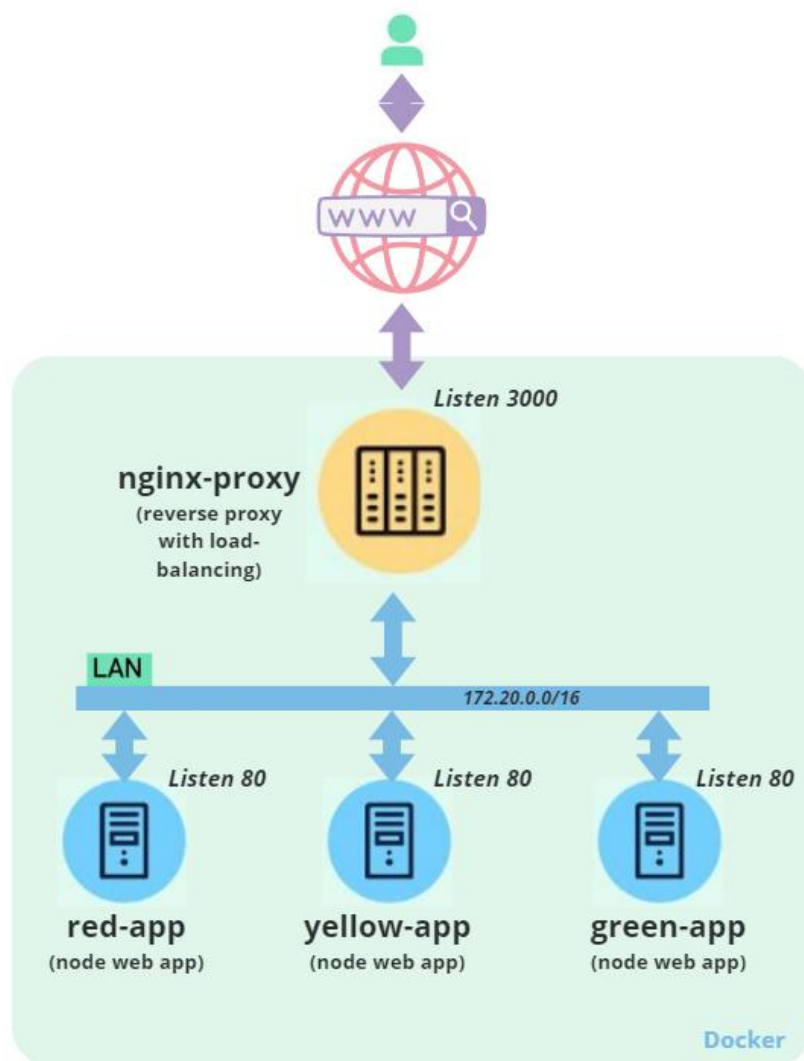 www
Listen 3000
nginx-proxy
(reverse proxy
with load-
balancing)
LAN
172.20.0.0/16
Listen 80
Listen 80
Listen 80
red-app
(node web app)
yellow-app
(node web app)
green-app
(node web app)
Docker